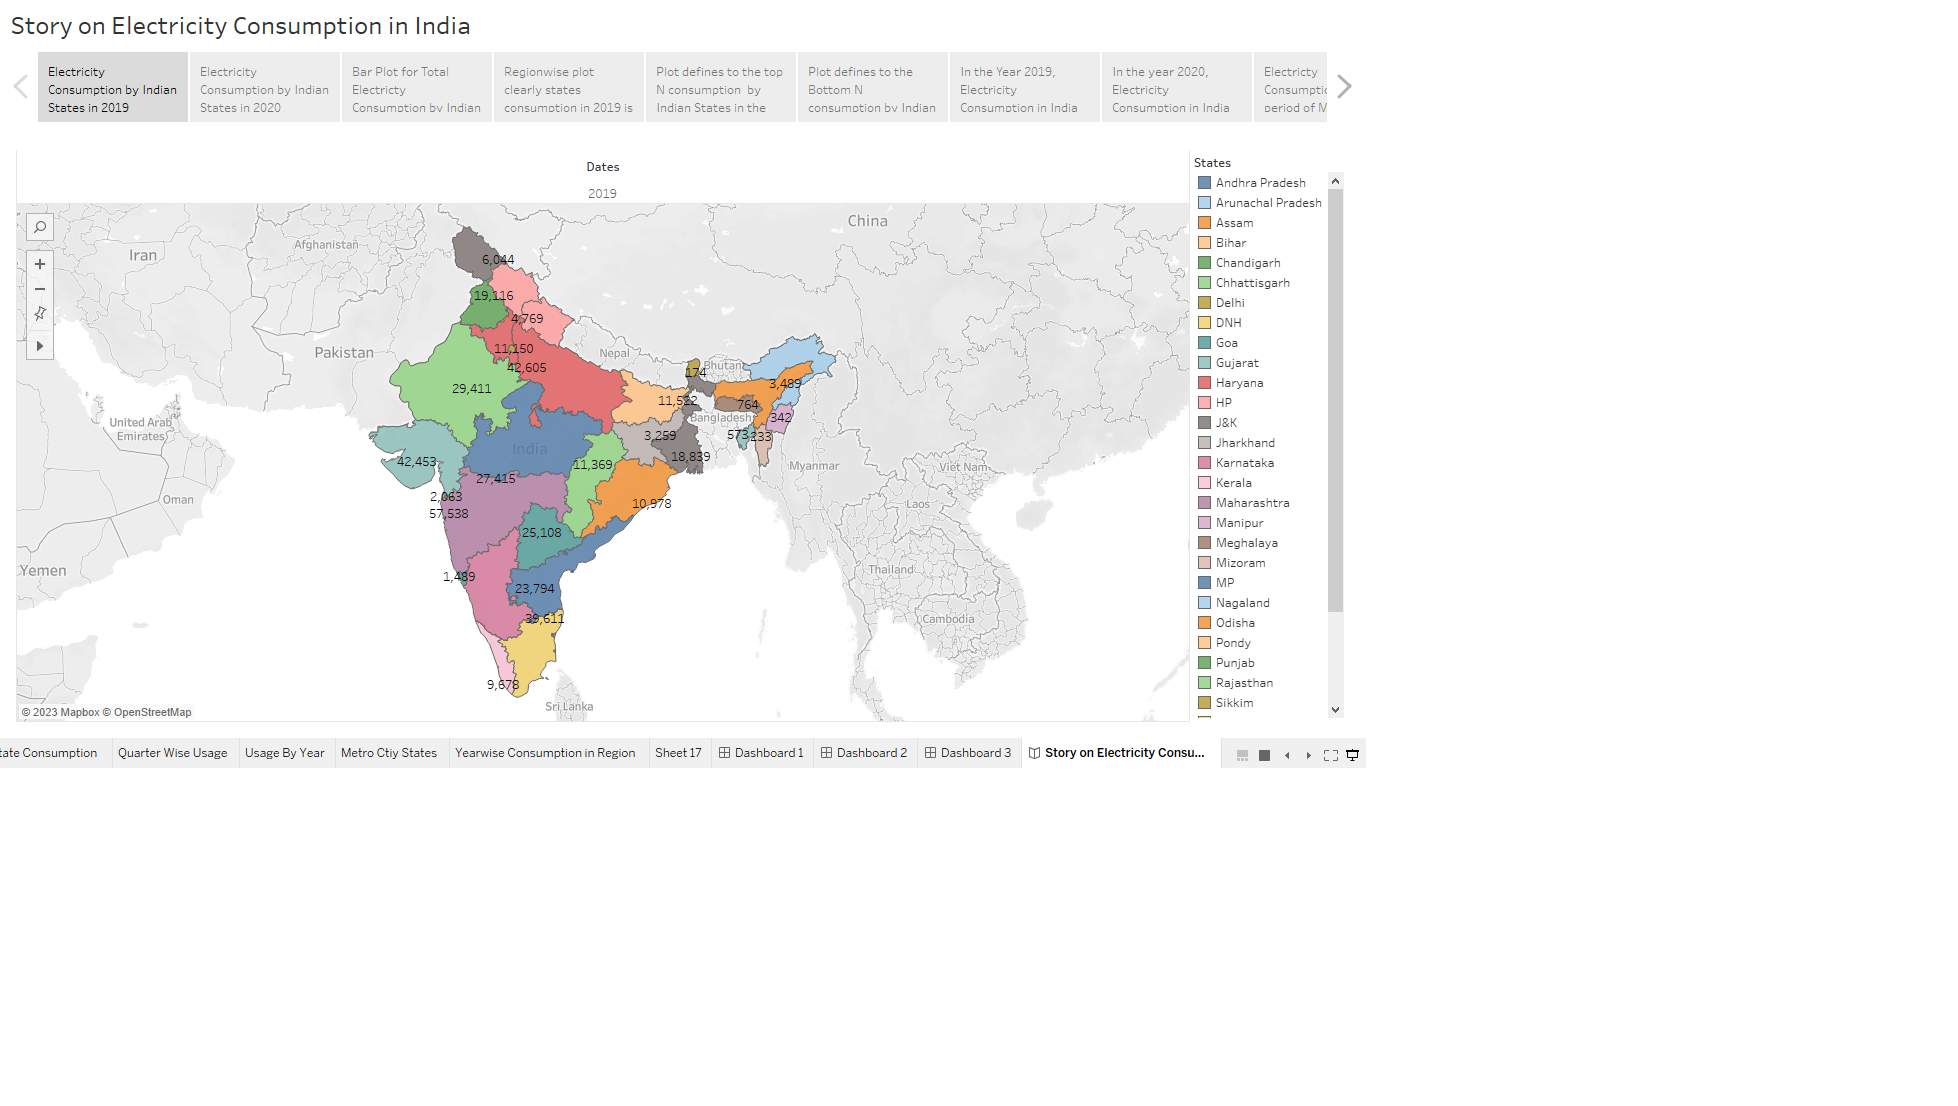 Story on Electricity Consumption in India
Electricity
Consumption by Indian
States in 2019
Electricity
Consumption by Indian
States in 2020
Bar Plot for Total
Electricty
Consumption by Indian
Regionwise plot
clearly states
consumption in 2019 is
Plot defines to the top
N consumption by
Indian States in the
Plot defines to the
Bottom N
consumption by Indian
In the Year 2019,
Electricity
Consumption in India
In the year 2020,
Electricity
Consumption in India
Electricty
Consumptic
period of M
Dates
2019
China
Afghanistan
Iran
6,044
19,116
4,769
Pakistan
11,150
Nepal
42,605
Bhutan
174
29,411
3,489
11,522
764
United Arab
Emirates
Bangladesh
342
573
233
3,259
India
18,839
42,453
11,369
Myanmar
Viet Nam
27,415
2,063
Oman
57,538
10,978
Laos
25,108
Yemen
1,489
Thailand
23,794
39,611
Cambodia
9,678
Sri Lanka
© 2023 Mapbox © OpenStreetMap
States
Andhra Pradesh
Arunachal Pradesh
Assam
Bihar
Chandigarh
Chhattisgarh
Delhi
DNH
Goa
Gujarat
Haryana
HP
J&K
Jharkhand
Karnataka
Kerala
Maharashtra
Manipur
Meghalaya
Mizoram
MP
Nagaland
Odisha
Pondy
Punjab
Rajasthan
Sikkim
tate Consumption
Quarter Wise Usage
Usage By Year
Metro Ctiy States
Yearwise Consumption in Region
Sheet 17
Dashboard 1
Dashboard 2
Dashboard 3
Story on Electricity Consu...